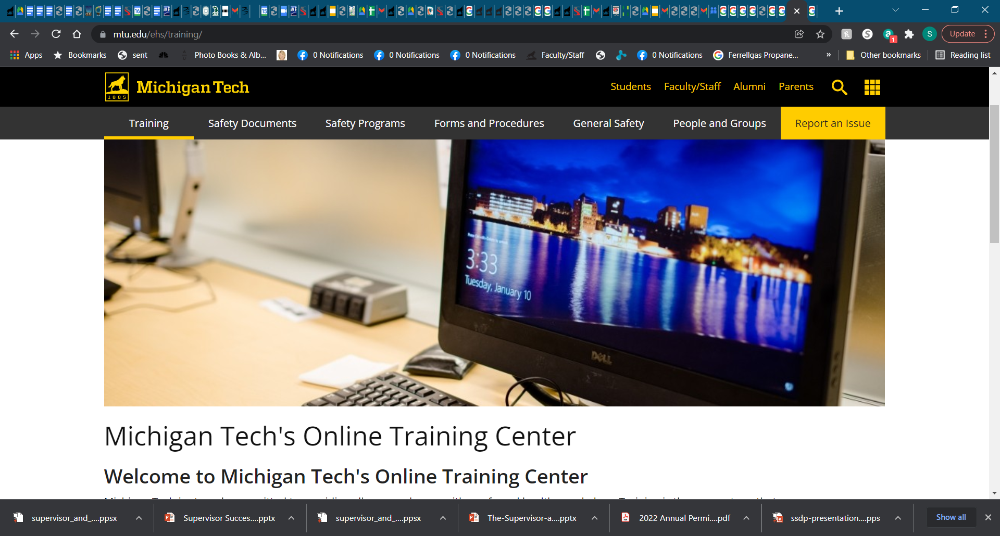 mtu.edu/ehs/training/
Update
1
S
Apps
Bookmarks
sent
Photo Books & Alb...
0 Notifications
0 Notifications
0 Notifications
Faculty/Staff
0 Notifications
Ferrellgas Propane...
»
Other bookmarks
Reading list
1885
Michigan Tech
Students
Faculty/Staff
Alumni
Parents
Training
Safety Documents
Safety Programs
Forms and Procedures
General Safety
People and Groups
Report an Issue
3:33
Tuesday, January 10
DELL
Michigan Tech's Online Training Center
Welcome to Michigan Tech's Online Training Center
supervisor_and_....ppsx
Supervisor Succes....pptx
supervisor_and_....ppsx
The-Supervisor-a....pptx
2022 Annual Permi....pdf
ssdp-presentation....pps
Show all